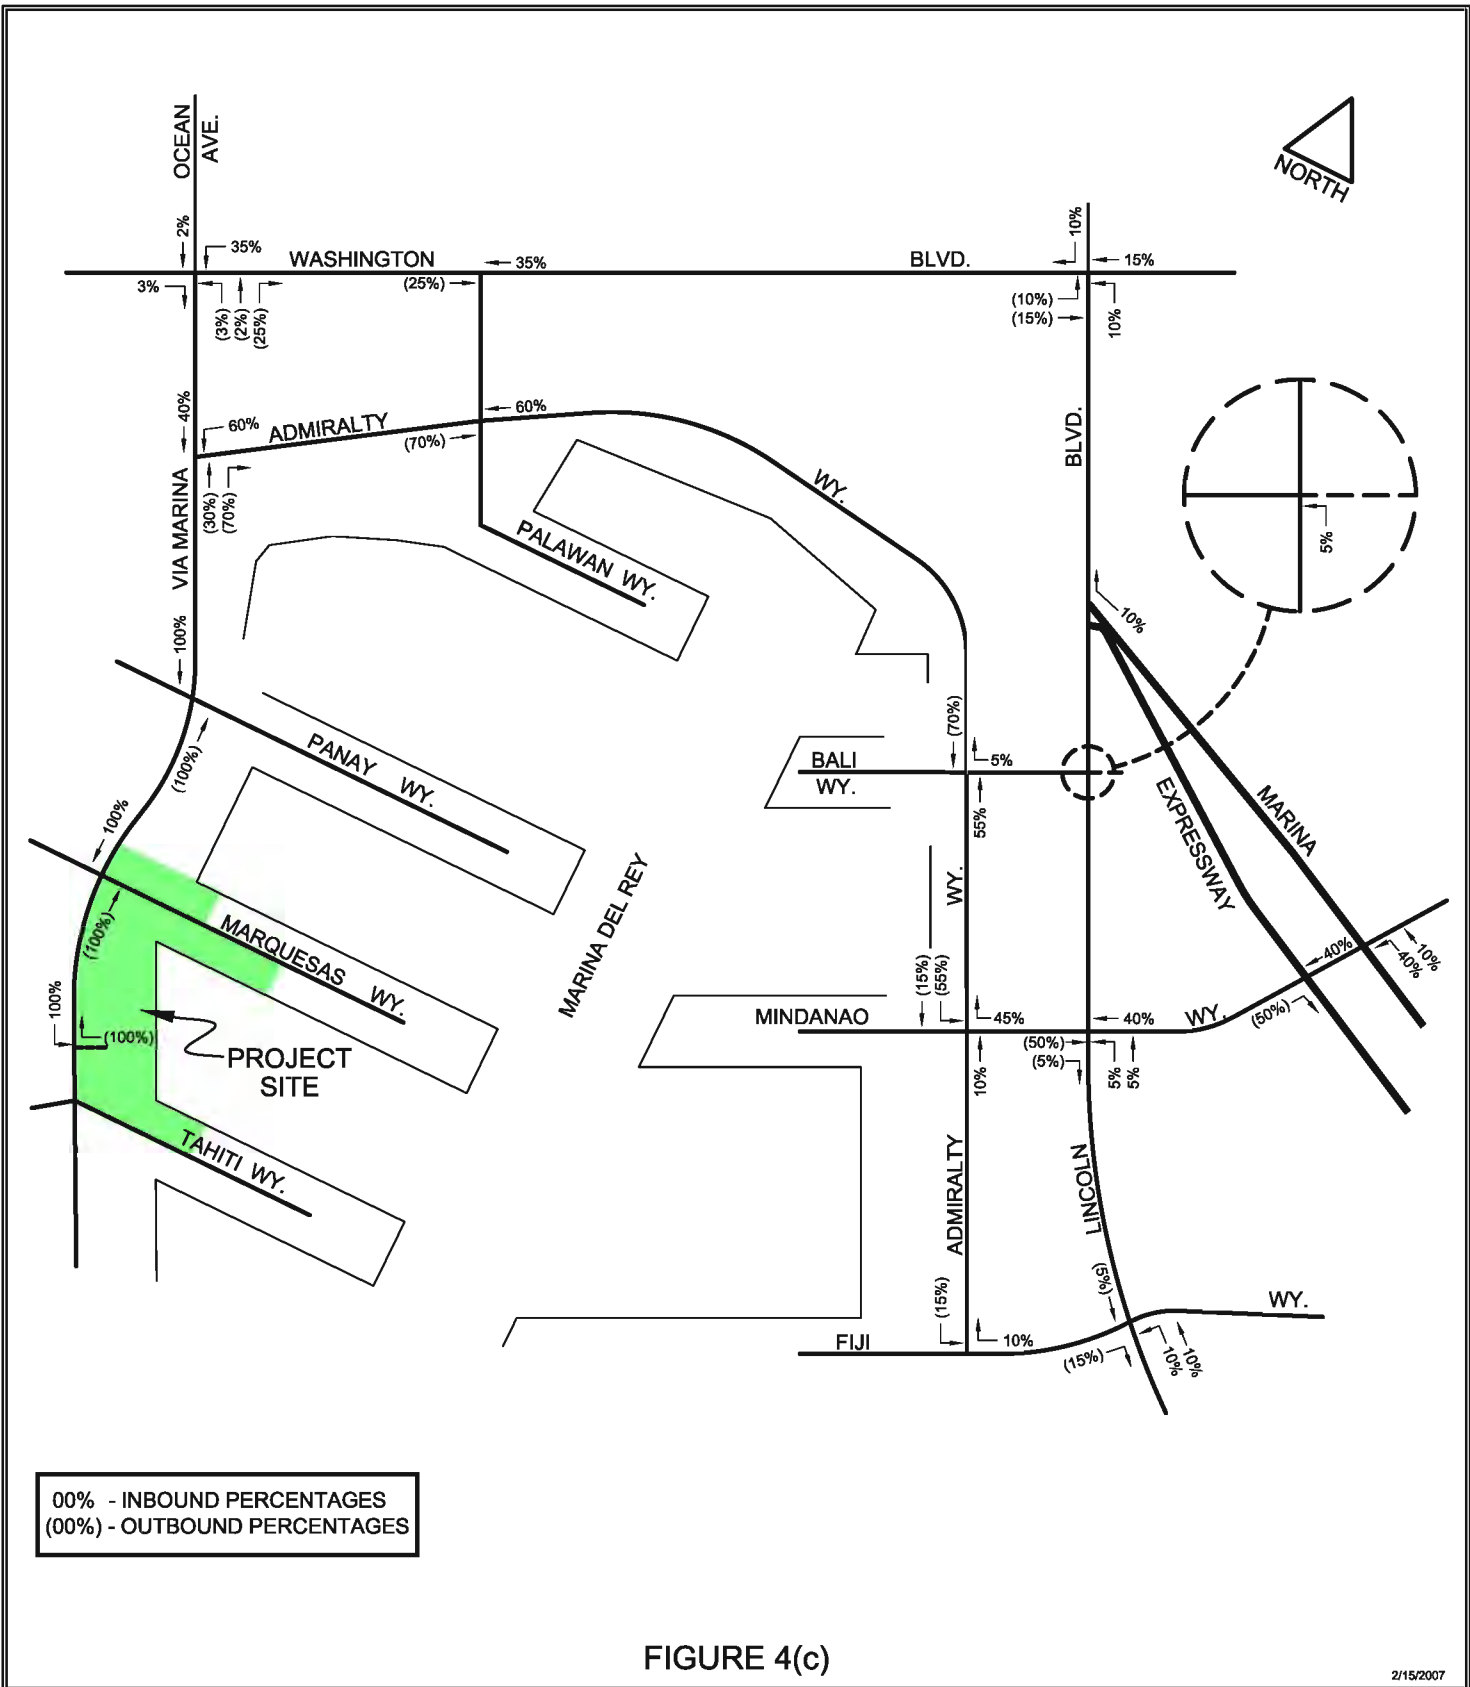 OCEAN
AVE.
NORTH
2%
10%
35%
WASHINGTON
35%
BLVD.
15%
3%
(25%)
(3%)
(2%)
(25%)
(10%)
(15%)
10%
40%
60%
ADMIRALTY
60%
(70%)
BLVD.
VIA MARINA
(30%)
(70%)
WY.
5%
PALAWAN WY.
10%
100%
(70%)
PANAY WY.
(100%)
BALI
WY.
5%
55%
EXPRESSWAY
MARINA
100%
MARINA DEL REY
WY.
(100%)
MARQUESAS WY.
40%
40%
10%
100%
(100%)
(15%)
(55%)
MINDANAO
45%
40%
WY.
(50%)
PROJECT
SITE
(50%)
(5%)
10%
5%
5%
TAHITI WY.
ADMIRALTY
LINCOLN
(15%)
(5%)
WY.
FIJI
10%
(15%)
10%
10%
00% - INBOUND PERCENTAGES
(00%) - OUTBOUND PERCENTAGES
FIGURE 4(c)
2/15/2007